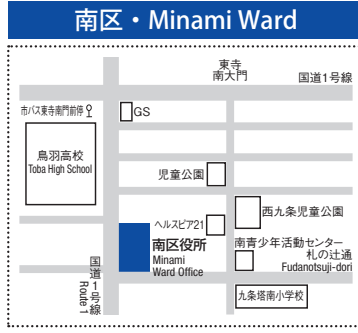 南区・Minami Ward
東寺
南大門
国道1号線
市バス東寺南門前停
GS
鳥羽高校
Toba High School
児童公園
西九条児童公園
ヘルスピア21
南区役所
Minami
Ward Office
南青少年活動センター
札の辻通
Fudanotsuji-dori
国道1号線
Route 1
九条塔南小学校